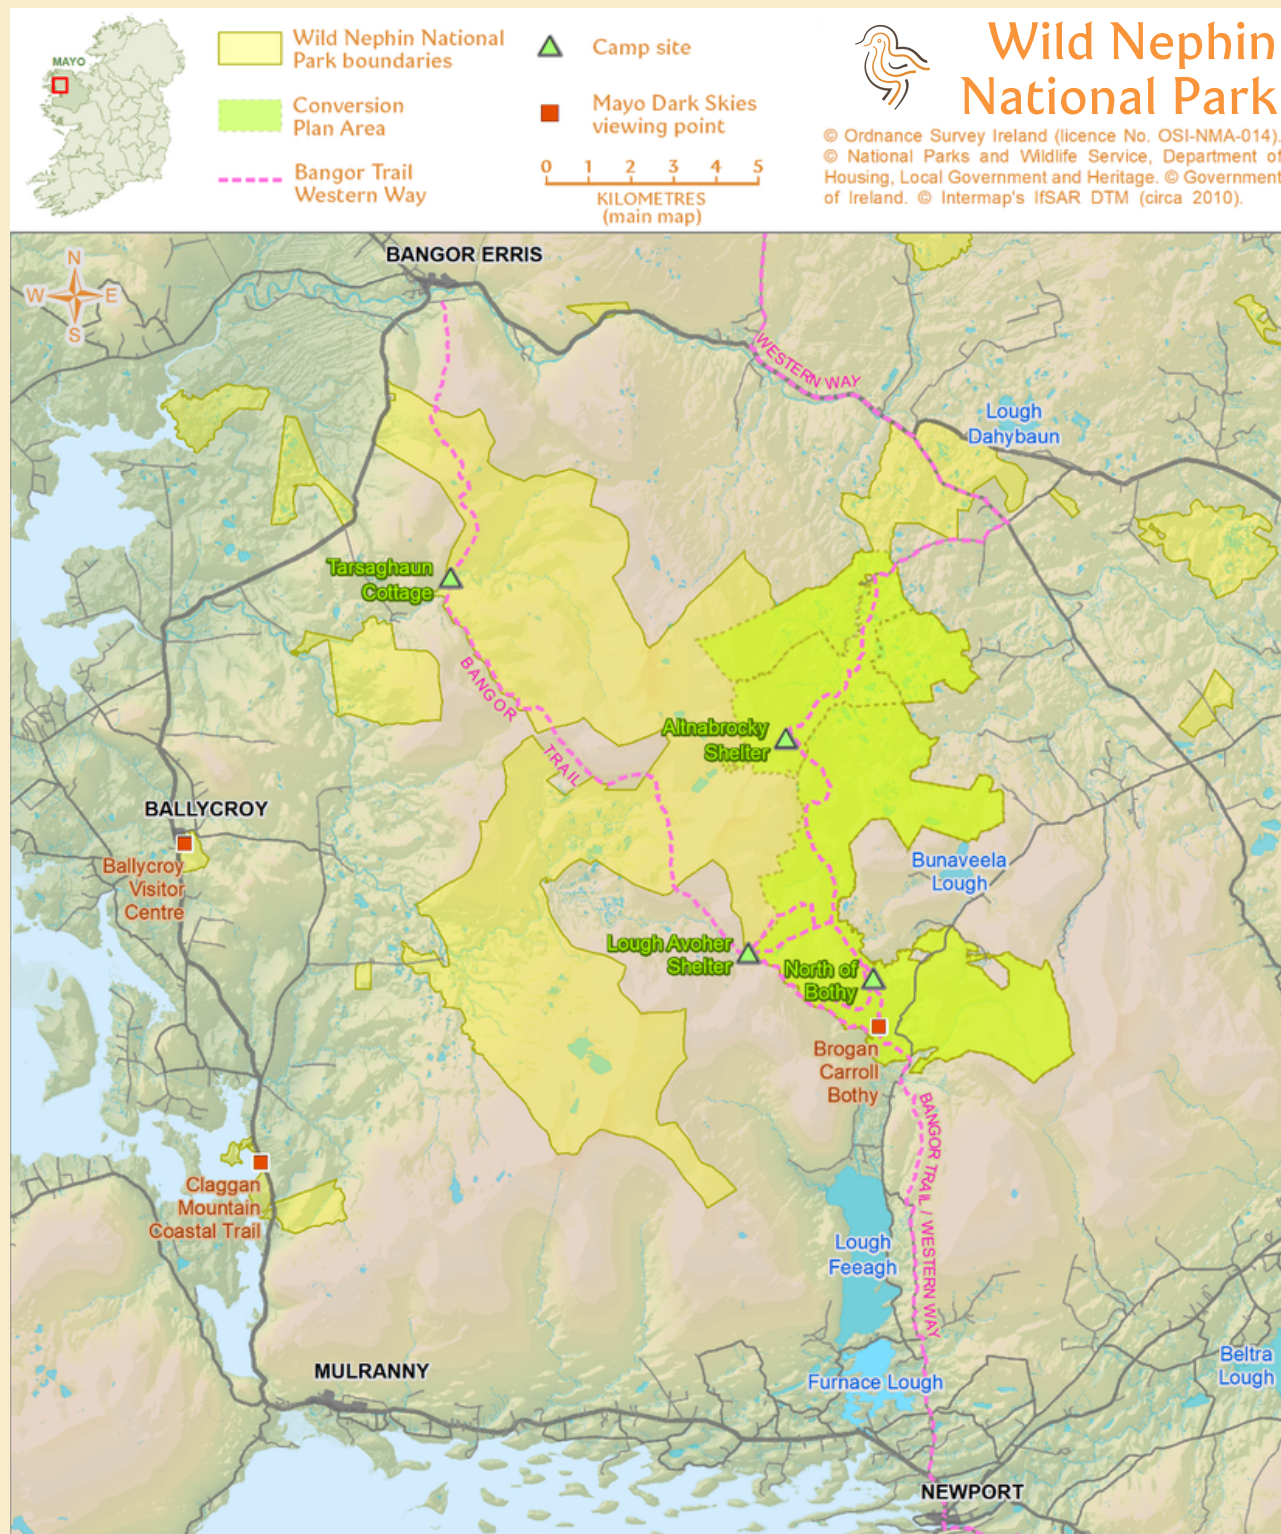 MAYO
Wild Nephin National
Park boundaries
Conversion
Plan Area
Bangor Trail
Western Way
Camp site
Mayo Dark Skies
viewing point
0 1 2 3 4 5
KILOMETRES
(main map)
Wild Nephin
National Park
© Ordnance Survey Ireland (licence No. OSI-NMA-014).
© National Parks and Wildlife Service, Department of
Housing, Local Government and Heritage. © Government
of Ireland. © Intermap's IfSAR DTM (circa 2010).
N
W E
S
BANGOR ERRIS
WESTERN WAY
Lough
Dahybaun
Tarsaghaun
Cottage
BANGOR
TRAIL
Altnabrocky
Shelter
BALLYCROY
Ballycroy
Visitor
Centre
Bunaveela
Lough
Lough Avoher
Shelter
North of
Bothy
Brogan
Carroll
Bothy
BANGOR TRAIL / WESTERN WAY
Claggan
Mountain
Coastal Trail
Lough
Feeagh
Beltra
Lough
MULRANNY
Furnace Lough
NEWPORT